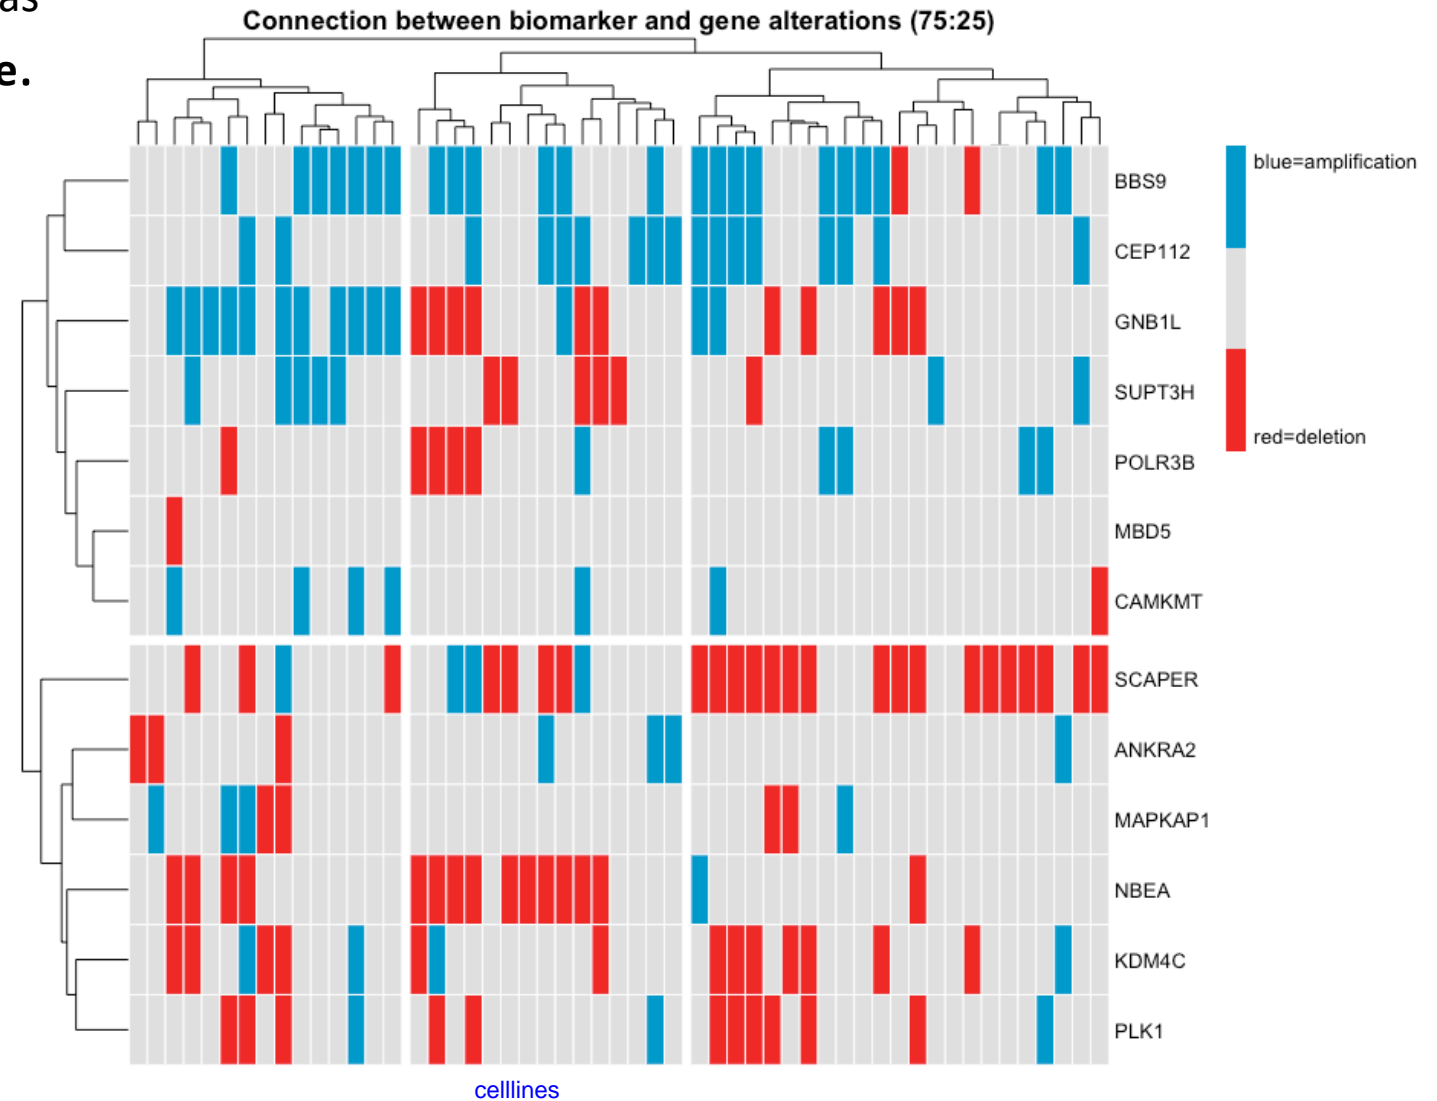 as
Connection between biomarker and gene alterations (75:25)
e.
blue=amplification
BBS9
CEP112
GNB1L
SUPT3H
red=deletion
POLR3B
MBD5
CAMKMT
SCAPER
ANKRA2
MAPKAP1
NBEA
KDM4C
PLK1
celllines